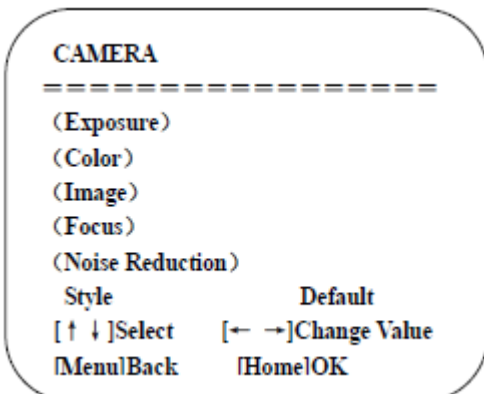 CAMERA
==================
（Exposure）
（Color）
（Image）
（Focus）
（Noise Reduction）
Style Default
[↑ ↓]Select [← →]Change Value
[Menu]Back [Home]OK